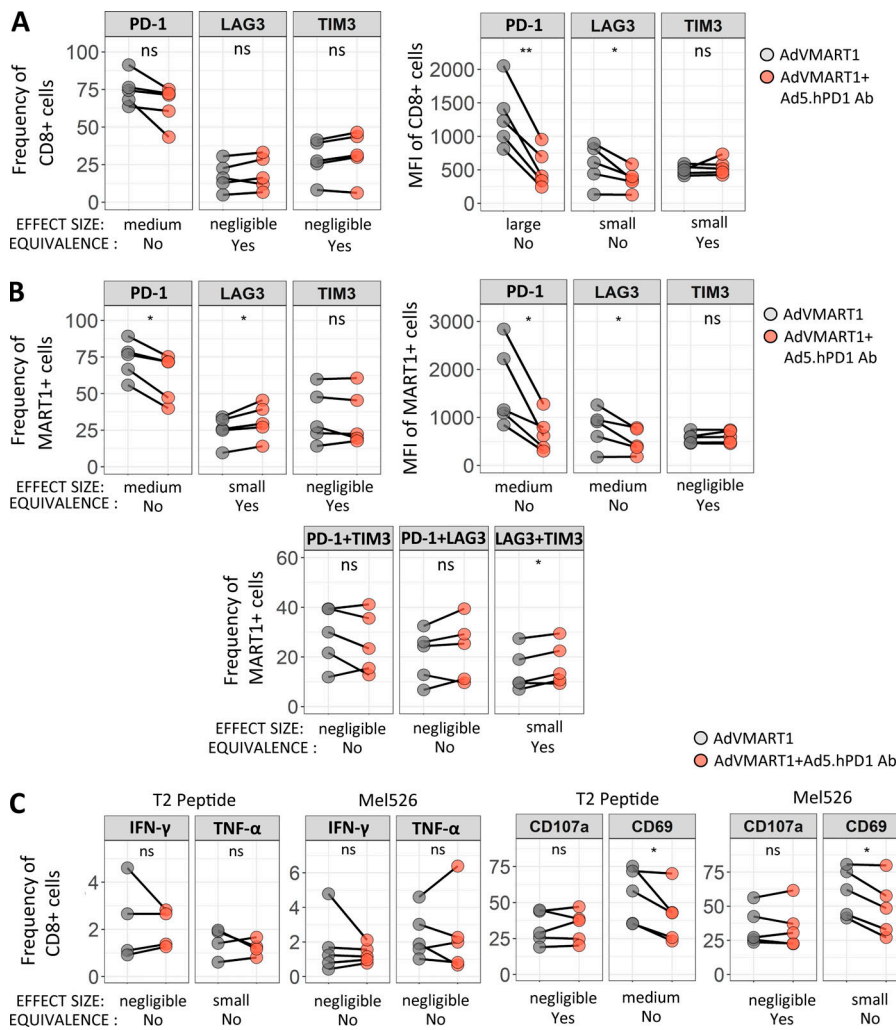 A
PD-1 LAG3 TIM3
ns ns ns
Frequency of
CD8+ cells
100
75
50
25
0
EFFECT SIZE: medium negligible negligible
EQUIVALENCE : No Yes Yes
PD-1 LAG3 TIM3
** * ns
MFI of CD8+ cells
2000
1500
1000
500
0
large small small
No No Yes
AdVMART1
AdVMART1+
Ad5.hPD1 Ab
B
PD-1 LAG3 TIM3
* * ns
Frequency of
MART1+ cells
100
75
50
25
0
EFFECT SIZE: medium small negligible
EQUIVALENCE : No Yes Yes
PD-1 LAG3 TIM3
* * ns
MFI of MART1+ cells
3000
2000
1000
0
medium medium negligible
No No Yes
AdVMART1
AdVMART1+
Ad5.hPD1 Ab
PD-1+TIM3 PD-1+LAG3 LAG3+TIM3
ns ns *
Frequency of
MART1+ cells
60
40
20
0
EFFECT SIZE: negligible negligible small
EQUIVALENCE : No No Yes
AdVMART1
AdVMART1+Ad5.hPD1 Ab
C
T2 Peptide
IFN-γ TNF-α
ns ns
Frequency of
CD8+ cells
4
2
0
EFFECT SIZE: negligible small
EQUIVALENCE : No No
Mel526
IFN-γ TNF-α
ns ns
6
4
2
0
negligible negligible
No No
T2 Peptide
CD107a CD69
ns *
75
50
25
0
negligible medium
Yes No
Mel526
CD107a CD69
ns *
75
50
25
0
negligible small
Yes No